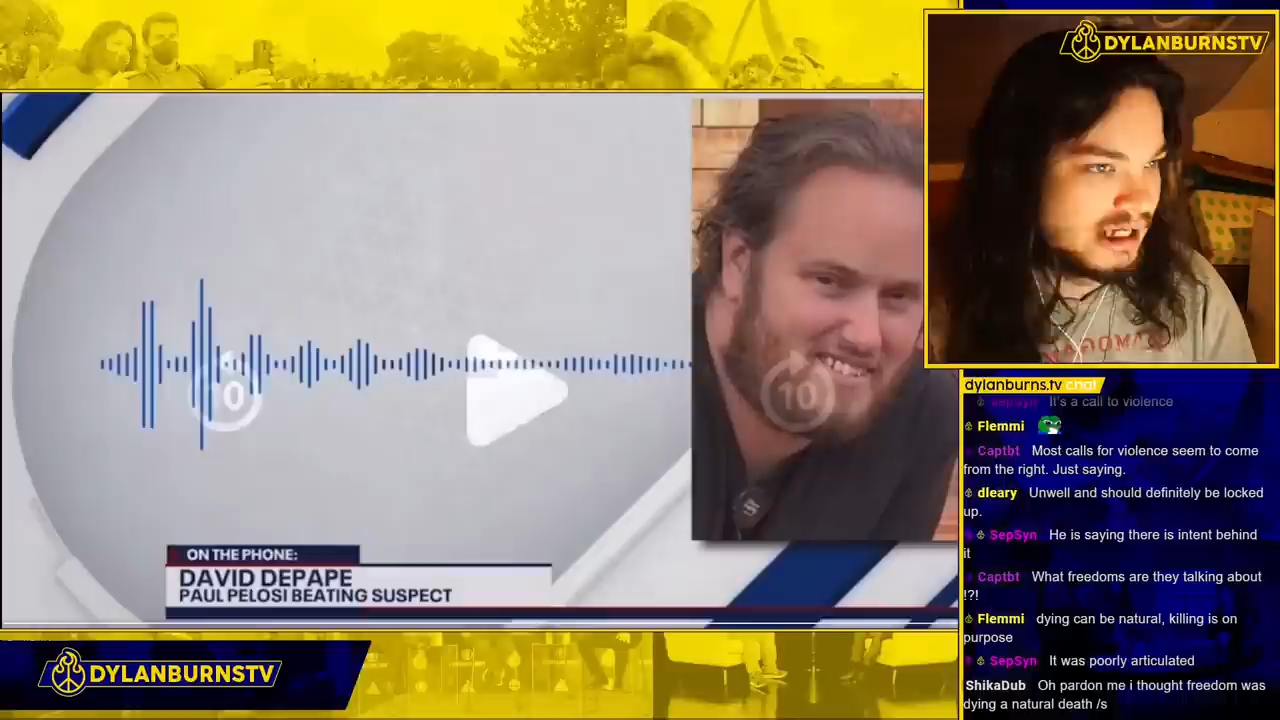 DYLANBURNSTV
10
10
ON THE PHONE:
DAVID DEPAPE
PAUL PELOSI BEATING SUSPECT
DYLANBURNSTV
dylanburns.tv chat
SepSyn It's a call to violence
Flemmi
Captbt Most calls for violence seem to come
from the right. Just saying.
dleary Unwell and should definitely be locked
up.
SepSyn He is saying there is intent behind
it
Captbt What freedoms are they talking about
!?!
Flemmi dying can be natural, killing is on
purpose
SepSyn It was poorly articulated
ShikaDub Oh pardon me i thought freedom was
dying a natural death /s